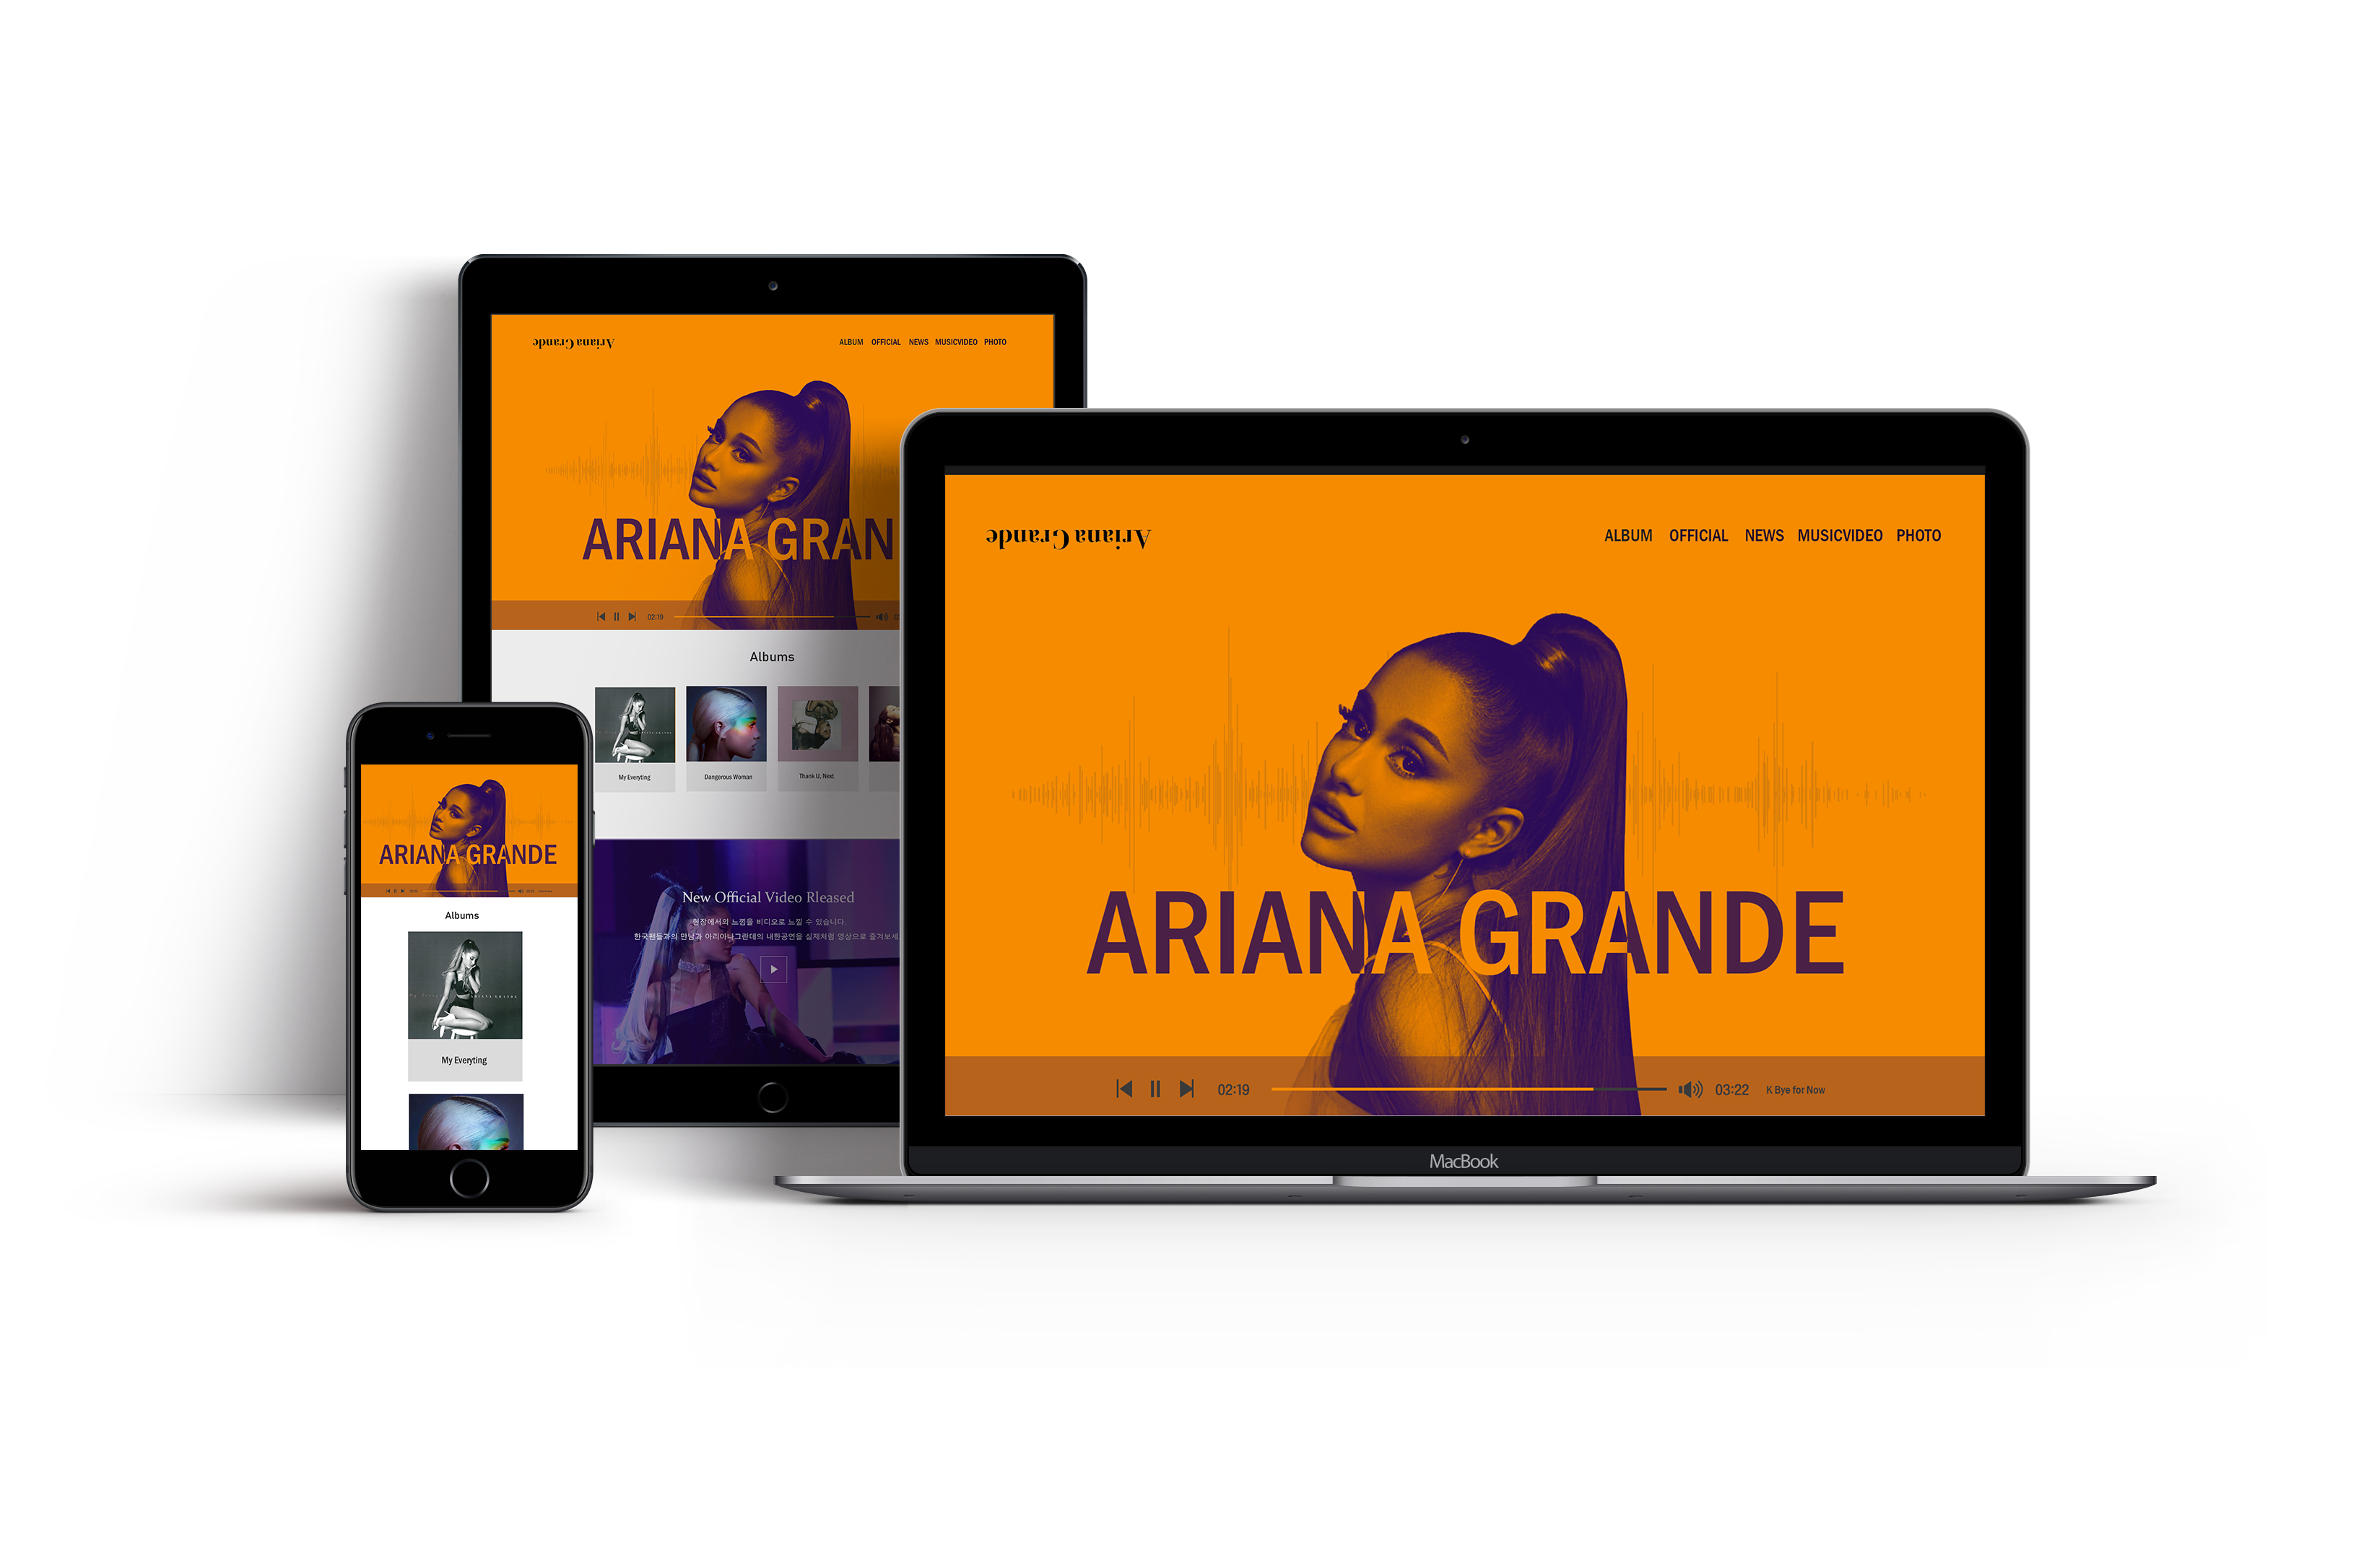 Ariana Grande
ALBUM OFFICIAL NEWS MUSICVIDEO PHOTO
ARIANA GRAN
02:19
Albums
My Everyting
Dangerous Woman
Thank U, Next
New Official Video Rleased
현장에서의 느낌을 비디오로 느낄 수 있습니다.
한국팬들과의 만남과 아리아나그란데의 내한공연을 실제처럼 영상으로 즐겨보세
ARIANA GRANDE
Albums
ARIANA GRANDE
My Everyting
Ariana Grande
ALBUM OFFICIAL NEWS MUSICVIDEO PHOTO
ARIANA GRANDE
02:19 03:22 K Bye for Now
MacBook